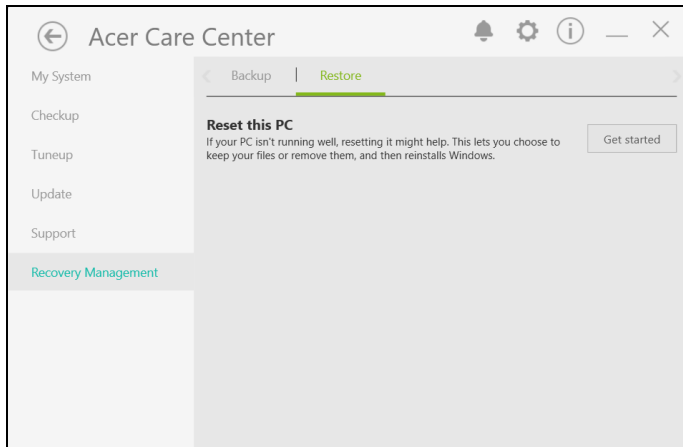 Acer Care Center
My System
Backup
Restore
Checkup
Reset this PC
If your PC isn't running well, resetting it might help. This lets you choose to
keep your files or remove them, and then reinstalls Windows.
Get started
Tuneup
Update
Support
Recovery Management